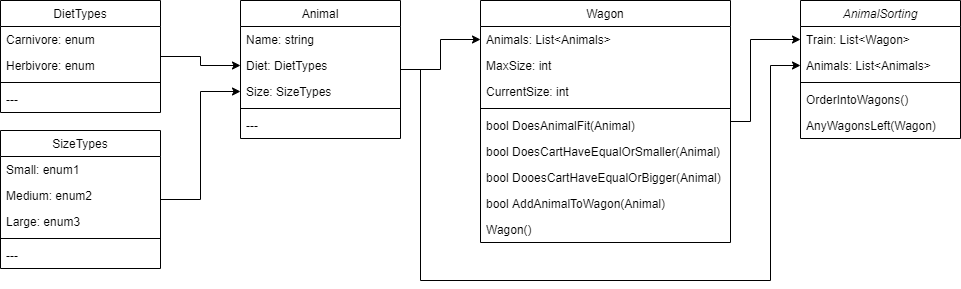 DietTypes
Carnivore: enum
Herbivore: enum
---
SizeTypes
Small: enum1
Medium: enum2
Large: enum3
---
Animal
Name: string
Diet: DietTypes
Size: SizeTypes
---
Wagon
Animals: List<Animals>
MaxSize: int
CurrentSize: int
bool DoesAnimalFit(Animal)
bool DoesCartHaveEqualOrSmaller(Animal)
bool DooesCartHaveEqualOrBigger(Animal)
bool AddAnimalToWagon(Animal)
Wagon()
AnimalSorting
Train: List<Wagon>
Animals: List<Animals>
OrderIntoWagons()
AnyWagonsLeft(Wagon)